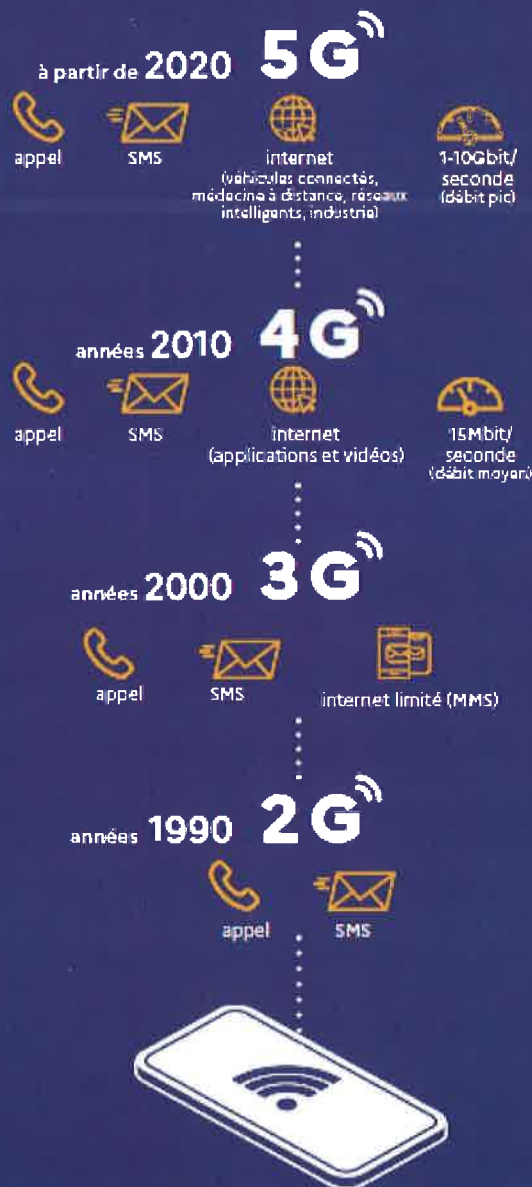 à partir de 2020 5G
appel
SMS
internet
(véhicules connectés,
médecine à distance, réseaux
intelligents, industrie)
1-10Gbit/
seconde
(débit pic)
années 2010 4G
appel
SMS
internet
(applications et vidéos)
15Mbit/
seconde
(débit moyen)
années 2000 3G
appel
SMS
internet limité (MMS)
années 1990 2G
appel
SMS